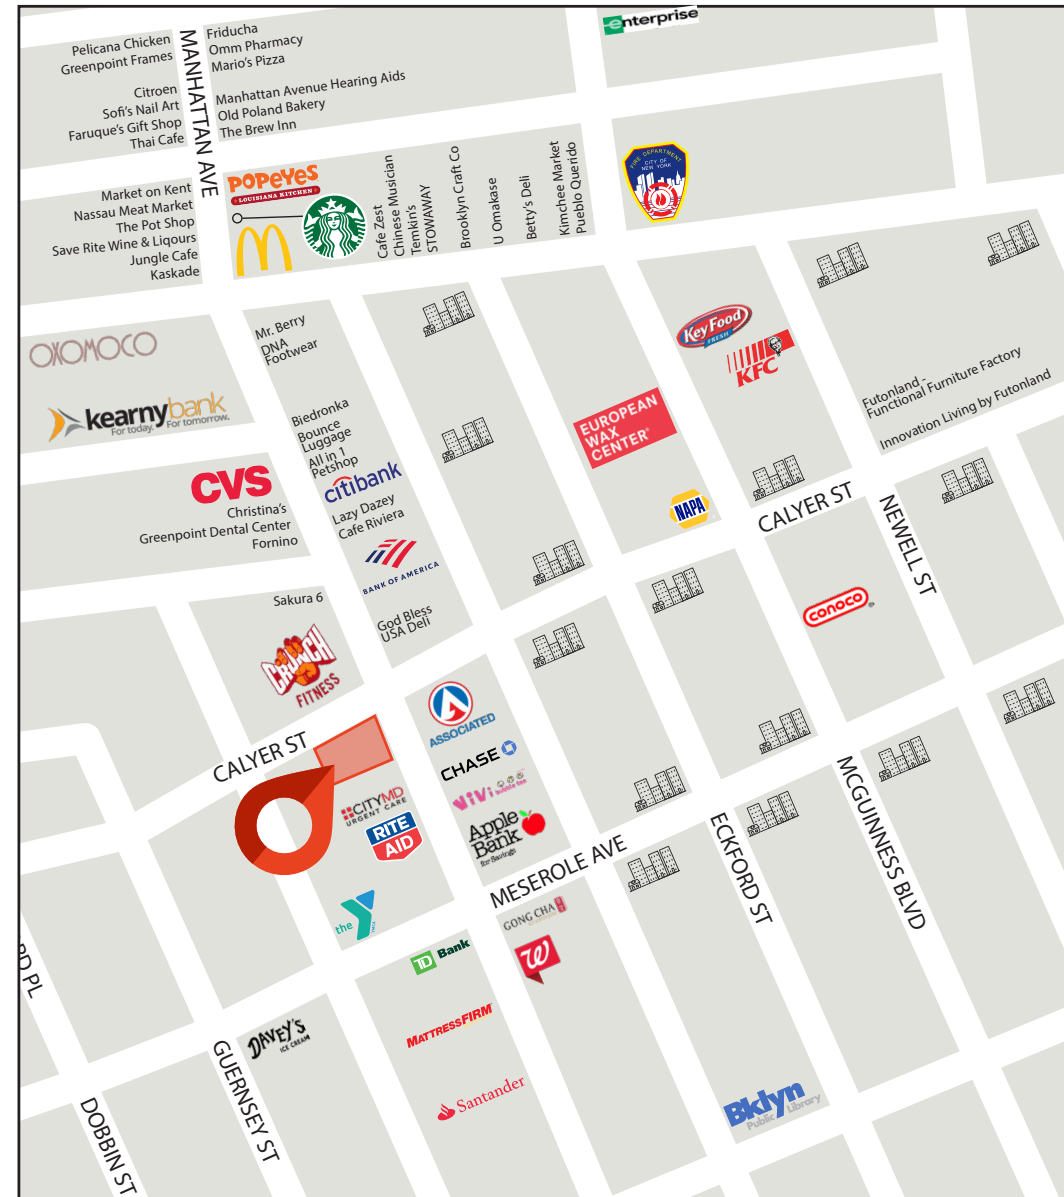 enterprise
Pelicana Chicken
Greenpoint Frames
Citroen
Sofi's Nail Art
Faruque's Gift Shop
Thai Cafe
MANHATTAN AVE
Friducha
Omm Pharmacy
Mario's Pizza
Manhattan Avenue Hearing Aids
Old Poland Bakery
The Brew Inn
Market on Kent
Nassau Meat Market
The Pot Shop
Save Rite Wine & Liqours
Jungle Cafe
Kaskade
POPEYES
LOUISIANA KITCHEN
Cafe Zest
Chinese Musician
Temkin's
STOWAWAY
Brooklyn Craft Co
U Omakase
Betty's Deli
Kimchee Market
Pueblo Querido
FIRE DEPARTMENT
CITY OF
NEW YORK
OXOMOCO
kearnybank
For today. For tomorrow.
Mr. Berry
DNA
Footwear
Biedronka
Bounce
Luggage
All in 1
Petshop
citibank
Lazy Dazey
Cafe Riviera
BANK OF AMERICA
God Bless
USA Deli
Key Food
FRESH
KFC
EUROPEAN
WAX
CENTER
NAPA
Futonland -
Functional Furniture Factory
Innovation Living by Futonland
CVS
Christina's
Greenpoint Dental Center
Fornino
CALYER ST
NEWELL ST
conoco
Sakura 6
CRUNCH
FITNESS
CALYER ST
ASSOCIATED
CHASE
ViVi
bubble tea
Apple
Bank
for Savings
CITYMD
URGENT CARE
RITE
AID
the Y
MESEROLE AVE
ECKFORD ST
MCGUINNESS BLVD
GONG CHA
W
TD Bank
MATTRESSFIRM
Santander
DAVEY'S
ICE CREAM
RD PL
GUERNSEY ST
DOBBIN ST
Bklyn
Public Library